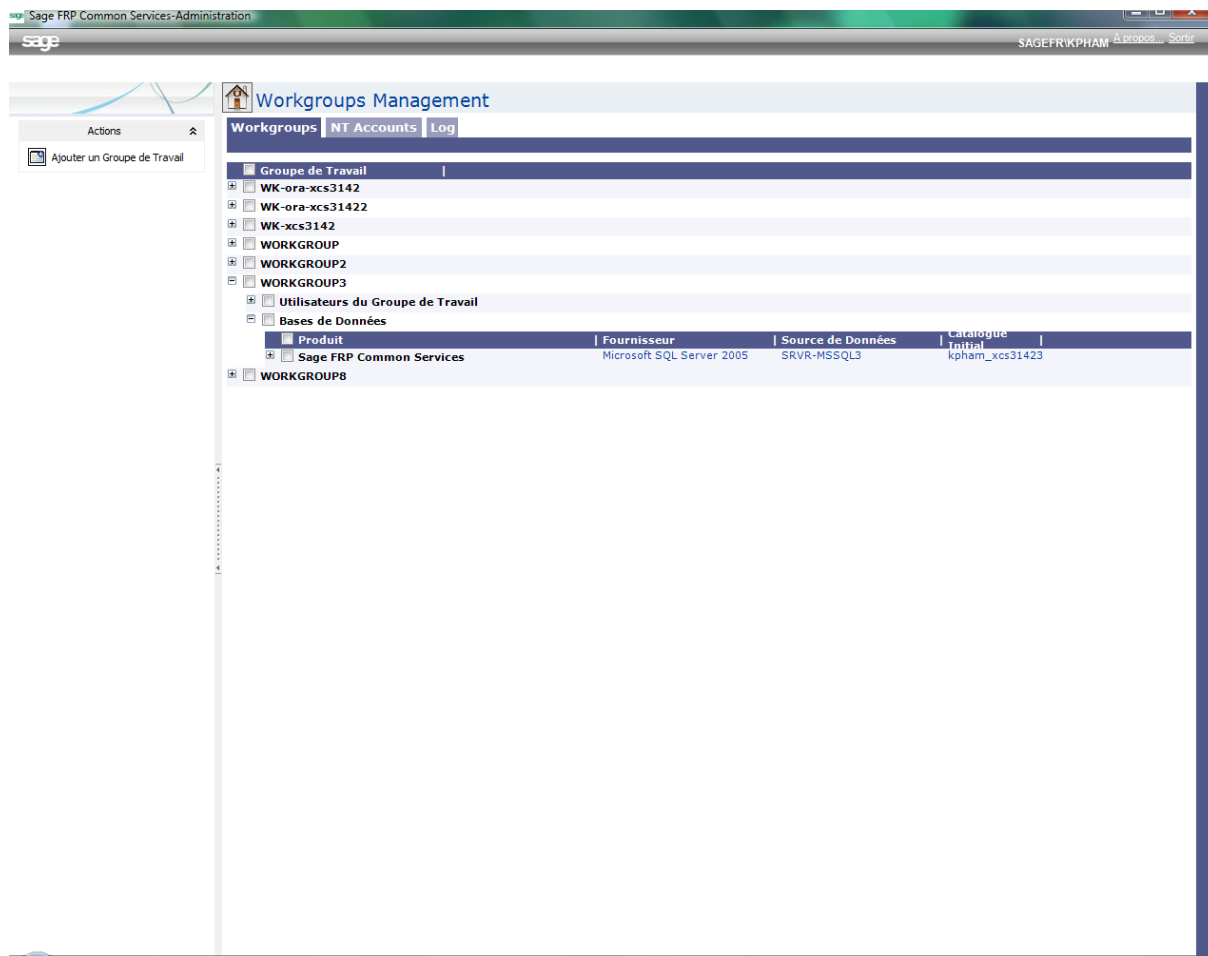 sage Sage FRP Common Services-Administration
sage
SAGEFR\KPHAM A propos... Sortir
Workgroups Management
Actions
Ajouter un Groupe de Travail
Workgroups NT Accounts Log
Groupe de Travail |
WK-ora-xcs3142
WK-ora-xcs31422
WK-xcs3142
WORKGROUP
WORKGROUP2
WORKGROUP3
Utilisateurs du Groupe de Travail
Bases de Données
Produit | Fournisseur | Source de Données | Catalogue Initial |
Sage FRP Common Services Microsoft SQL Server 2005 SRVR-MSSQL3 kpham_xcs31423
WORKGROUP8